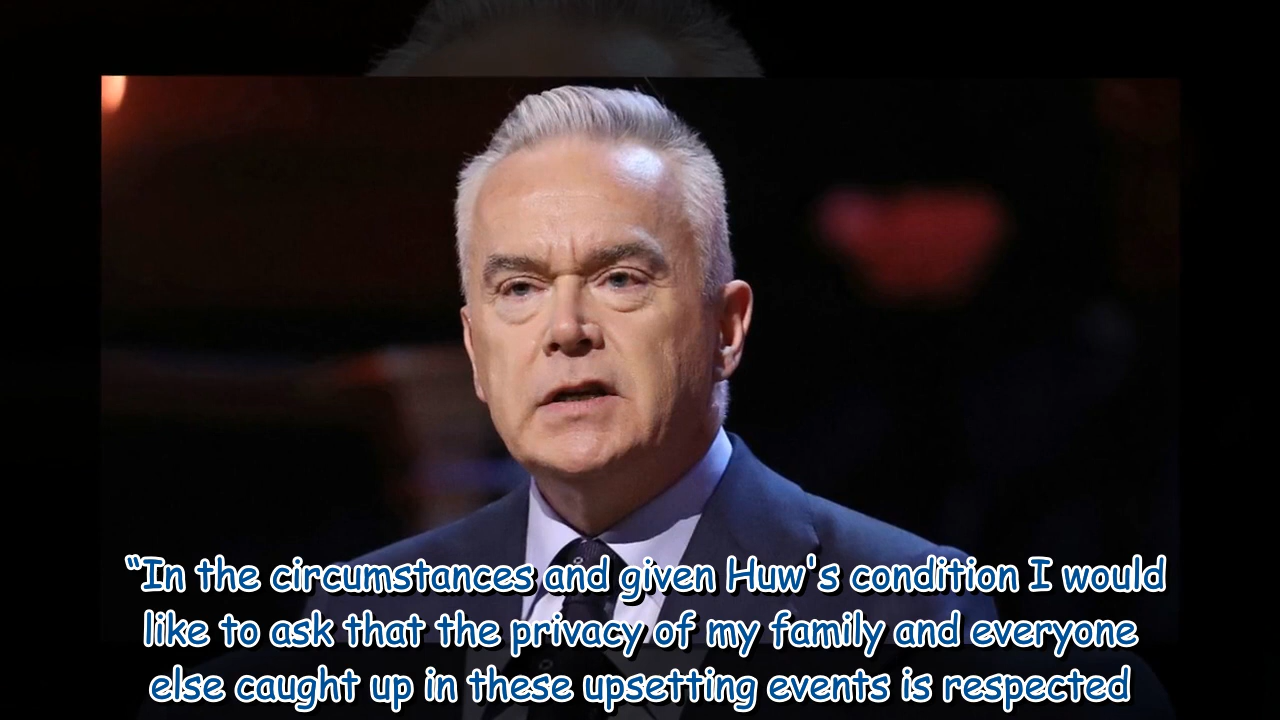 “In the circumstances and given Huw's condition I would
like to ask that the privacy of my family and everyone
else caught up in these upsetting events is respected